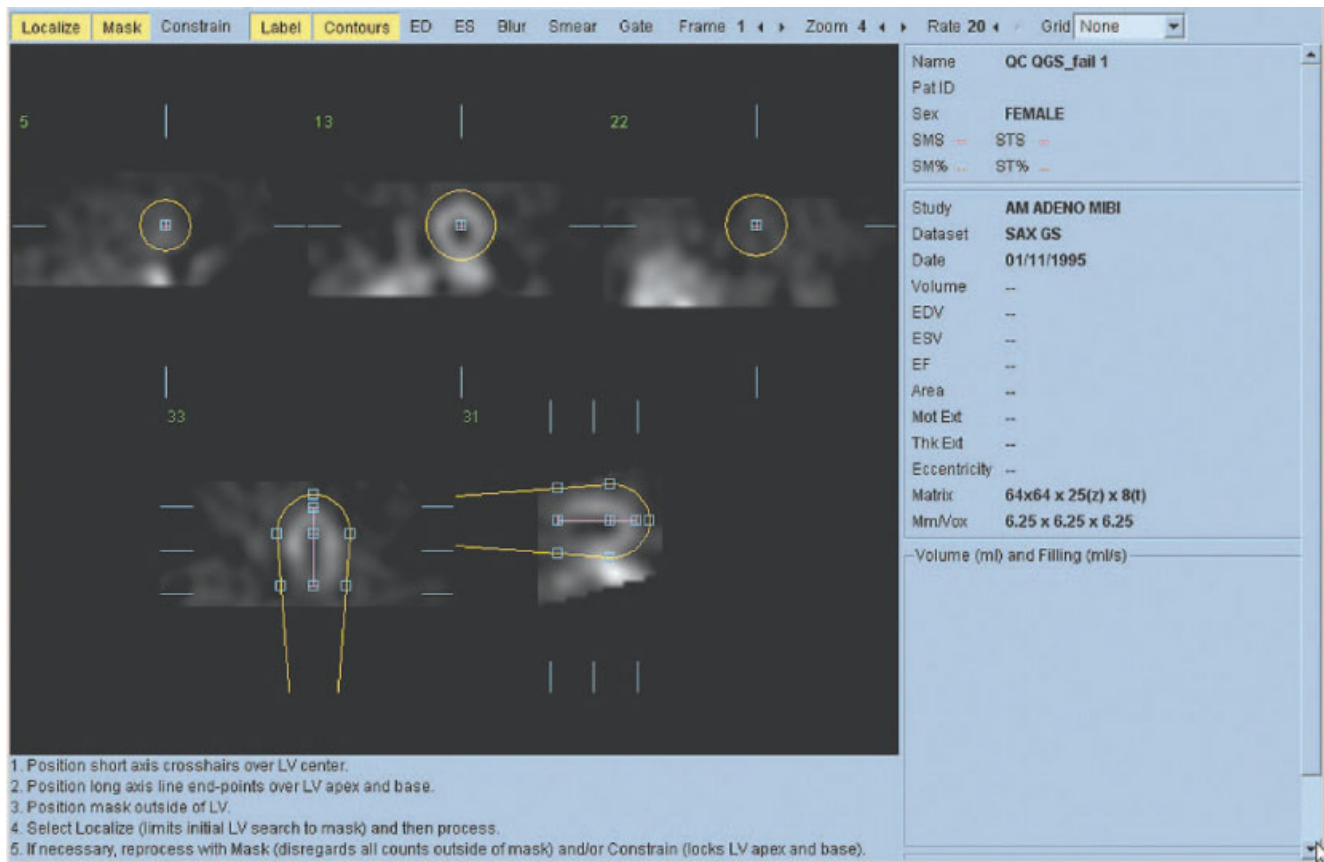 Localize Mask Constrain Label Contours ED ES Blur Smear Gate Frame 1 Zoom 4 Rate 20 Grid None
5 13 22
33 31
Name QC QGS_fail 1
Pat ID
Sex FEMALE
SMS -- STS --
SM% -- ST% --
Study AM ADENO MIBI
Dataset SAX GS
Date 01/11/1995
Volume --
EDV --
ESV --
EF --
Area --
Mot Ext --
Thk Ext --
Eccentricity --
Matrix 64x64 x 25(z) x 8(t)
Mm/Vox 6.25 x 6.25 x 6.25
Volume (ml) and Filling (ml/s)
1. Position short axis crosshairs over LV center.
2. Position long axis line end-points over LV apex and base.
3. Position mask outside of LV.
4. Select Localize (limits initial LV search to mask) and then process.
5. If necessary, reprocess with Mask (disregards all counts outside of mask) and/or Constrain (locks LV apex and base).